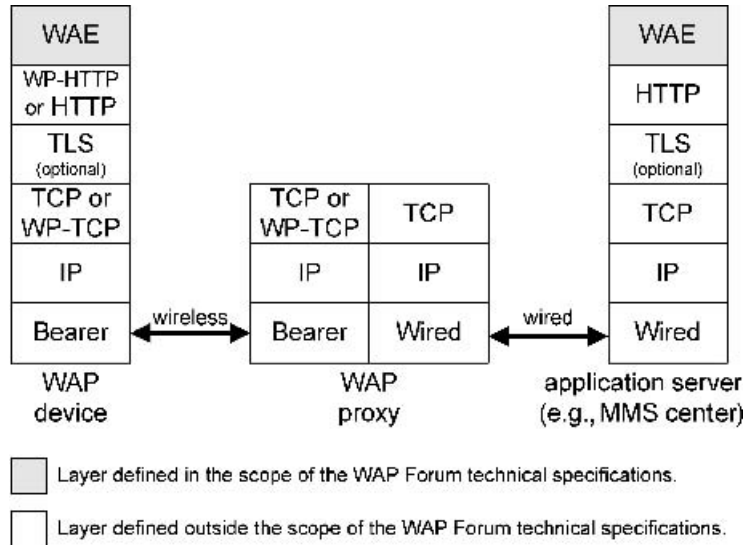 WAE
WP-HTTP
or HTTP
TLS
(optional)
TCP or
WP-TCP
IP
Bearer
WAP
device
wireless
TCP or
WP-TCP
IP
Bearer
TCP
IP
Wired
WAP
proxy
wired
WAE
HTTP
TLS
(optional)
TCP
IP
Wired
application server
(e.g., MMS center)
Layer defined in the scope of the WAP Forum technical specifications.
Layer defined outside the scope of the WAP Forum technical specifications.